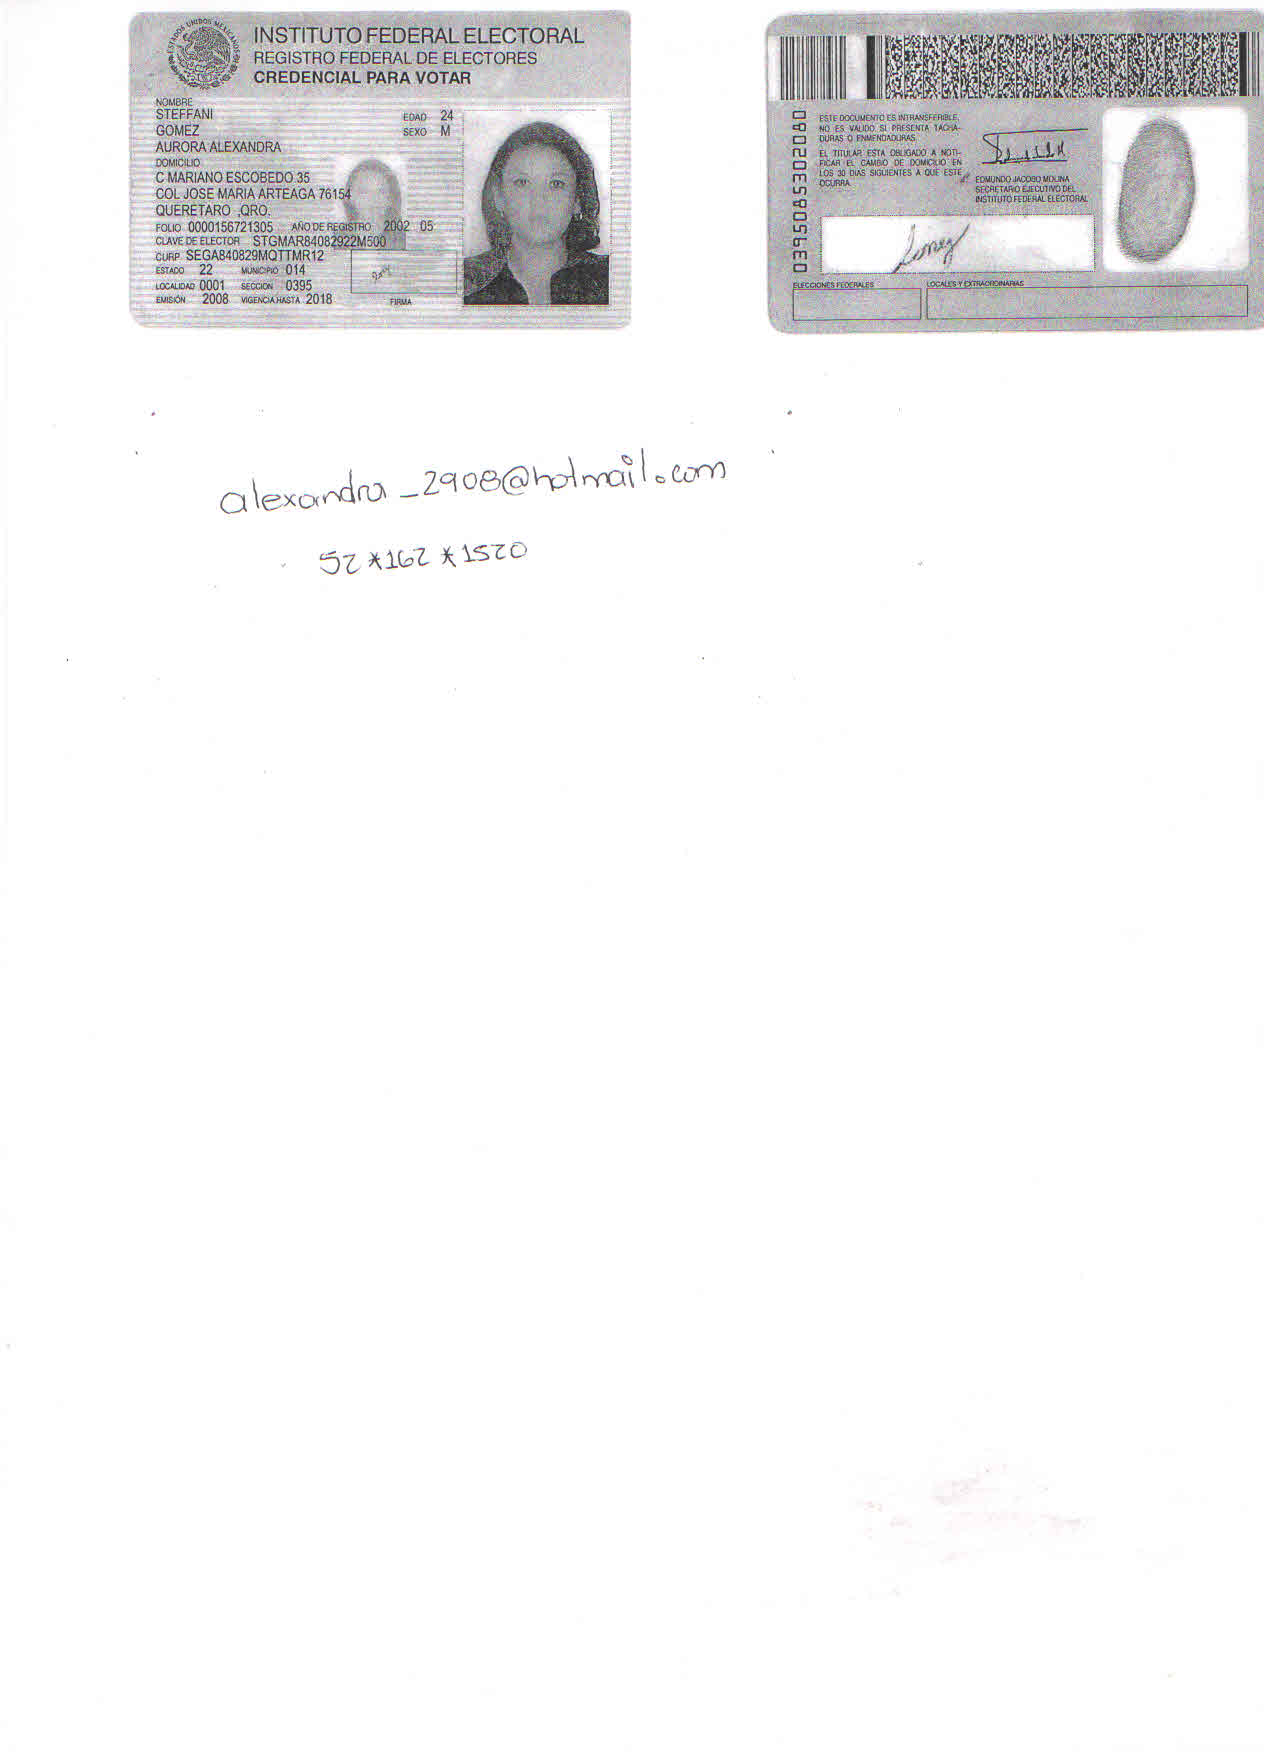 INSTITUTO FEDERAL ELECTORAL
REGISTRO FEDERAL DE ELECTORES
CREDENCIAL PARA VOTAR
ESTADOS UNIDOS MEXICANOS
NOMBRE
STEFFANI
GOMEZ
AURORA ALEXANDRA
EDAD 24
SEXO M
DOMICILIO
C MARIANO ESCOBEDO 35
COL JOSE MARIA ARTEAGA 76154
QUERETARO ,QRO.
FOLIO 0000156721305 AÑO DE REGISTRO 2002 05
CLAVE DE ELECTOR STGMAR84082922M500
CURP SEGA840829MQTTMR12
ESTADO 22 MUNICIPIO 014
LOCALIDAD 0001 SECCION 0395
EMISIÓN 2008 VIGENCIA HASTA 2018
FIRMA
ESTE DOCUMENTO ES INTRANSFERIBLE,
NO ES VALIDO SI PRESENTA TACHA-
DURAS O ENMENDADURAS.
EL TITULAR ESTA OBLIGADO A NOTI-
FICAR EL CAMBIO DE DOMICILIO EN
LOS 30 DIAS SIGUIENTES A QUE ESTE
OCURRA.
EDMUNDO JACOBO MOLINA
SECRETARIO EJECUTIVO DEL
INSTITUTO FEDERAL ELECTORAL
ELECCIONES FEDERALES
LOCALES Y EXTRAORDINARIAS
alexandra_2908@hotmail.com
52*162*1520